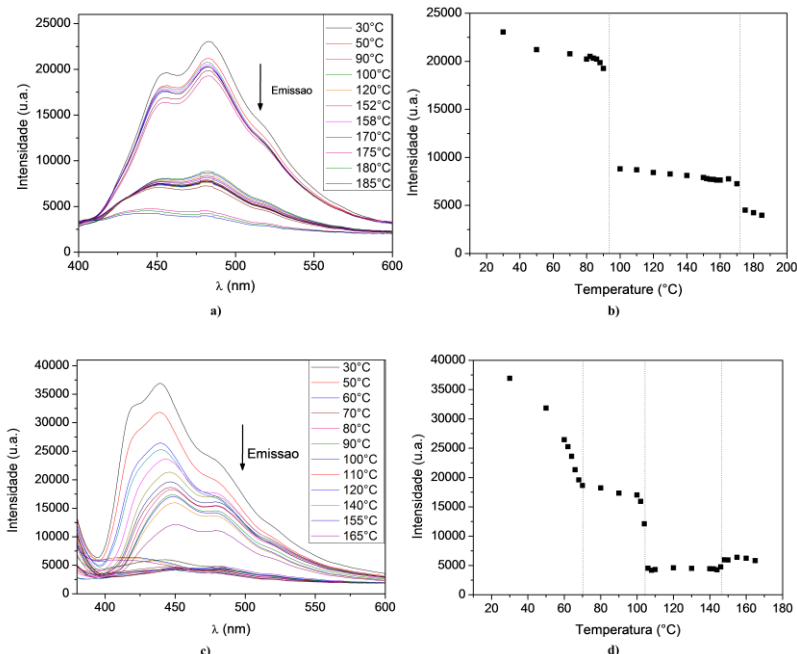 25000
20000
15000
10000
5000
0
400 450 500 550 600
Intensidade (u.a.)
λ (nm)
Emissao
30°C
50°C
90°C
100°C
120°C
152°C
158°C
170°C
175°C
180°C
185°C
a)
25000
20000
15000
10000
5000
0
20 40 60 80 100 120 140 160 180 200
Intensidade (u.a.)
Temperature (°C)
b)
40000
35000
30000
25000
20000
15000
10000
5000
0
400 450 500 550 600
Intensidade (u.a.)
λ (nm)
Emissao
30°C
50°C
60°C
70°C
80°C
90°C
100°C
110°C
120°C
140°C
155°C
165°C
c)
40000
35000
30000
25000
20000
15000
10000
5000
0
20 40 60 80 100 120 140 160 180
Intensidade (u.a.)
Temperatura (°C)
d)